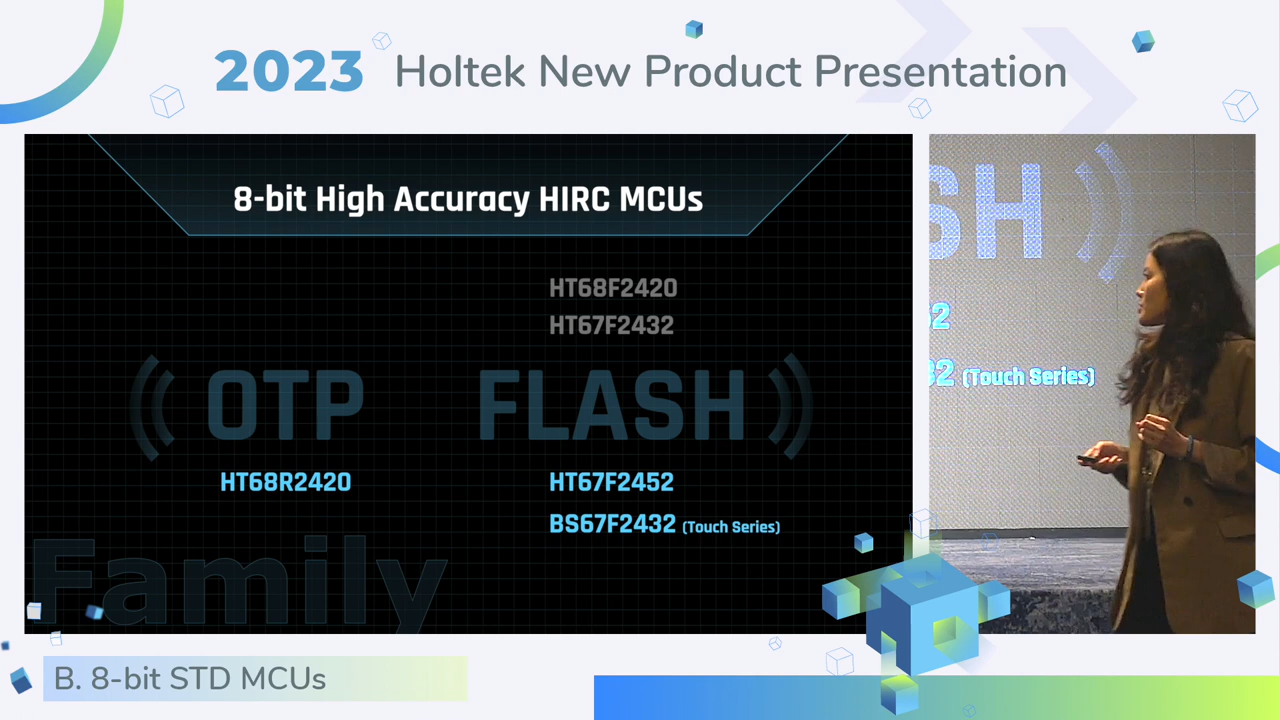 2023 Holtek New Product Presentation
8-bit High Accuracy HIRC MCUs
HT68F2420
HT67F2432
OTP FLASH
HT68R2420 HT67F2452
BS67F2432 (Touch Series)
Family
SH
2
32 (Touch Series)
B. 8-bit STD MCUs